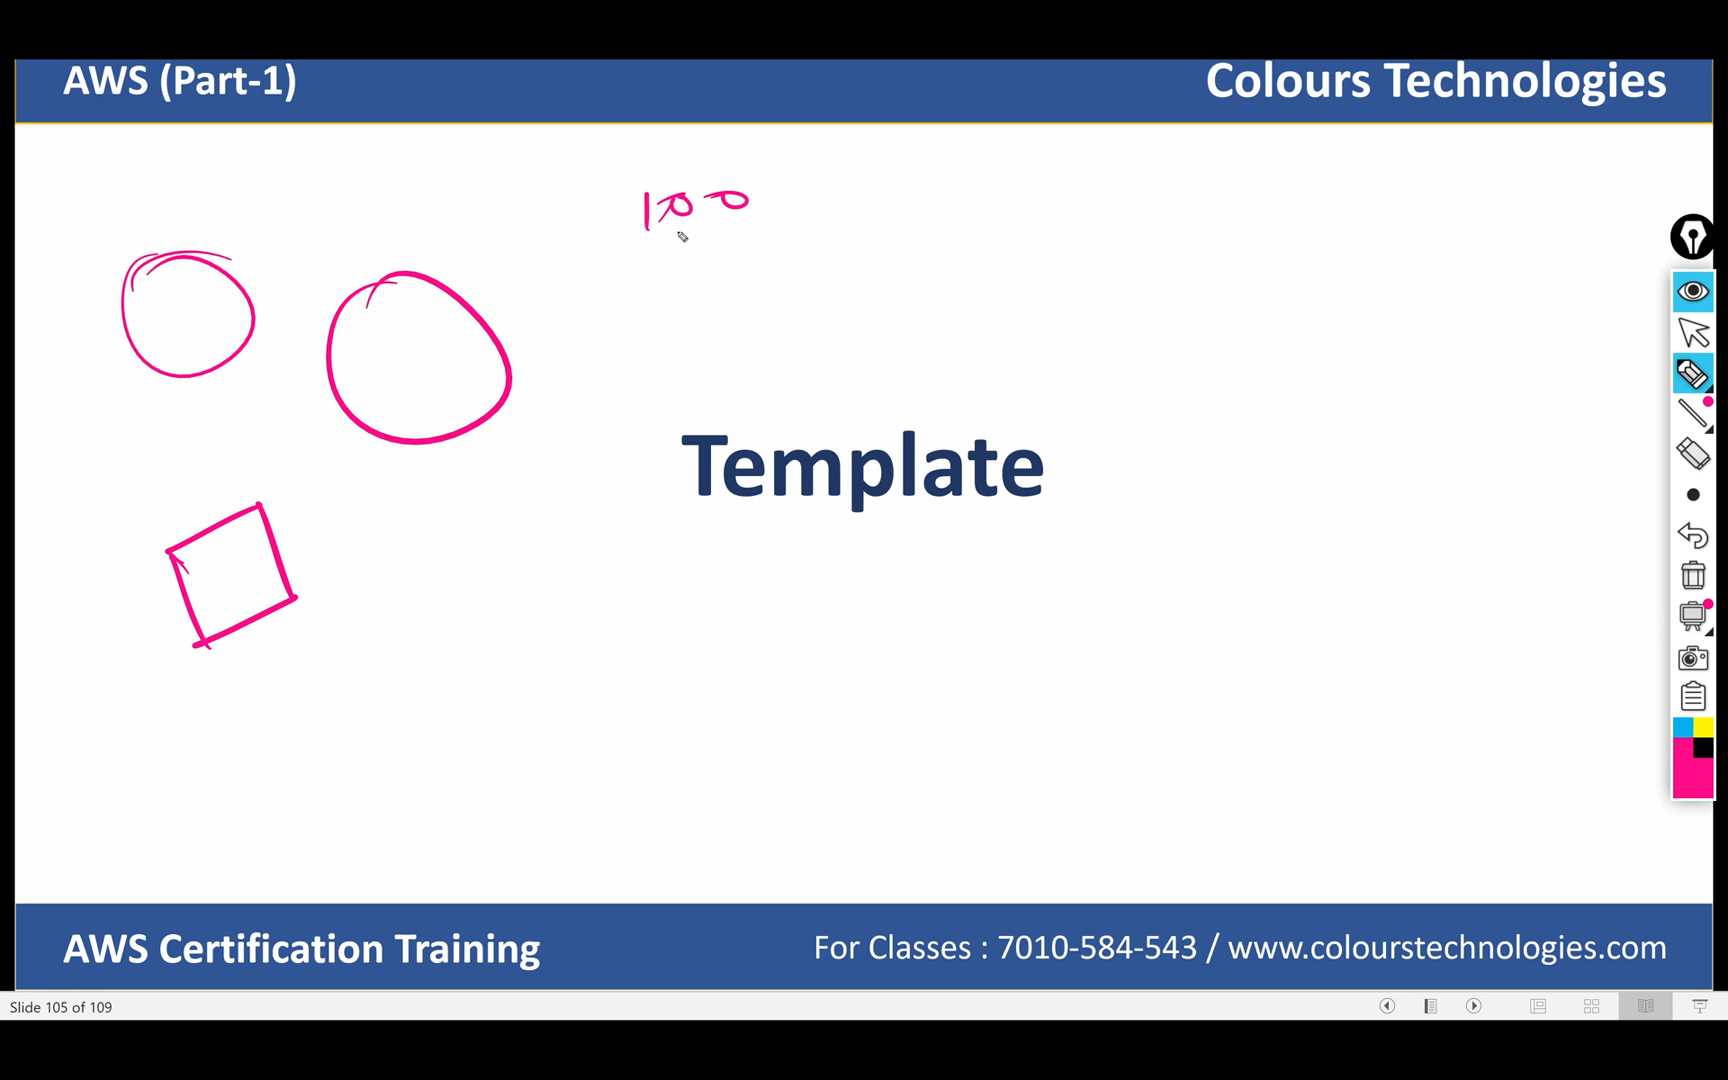 AWS (Part-1)
Colours Technologies
100
Template
AWS Certification Training
For Classes : 7010-584-543 / www.colourstechnologies.com
Slide 105 of 109